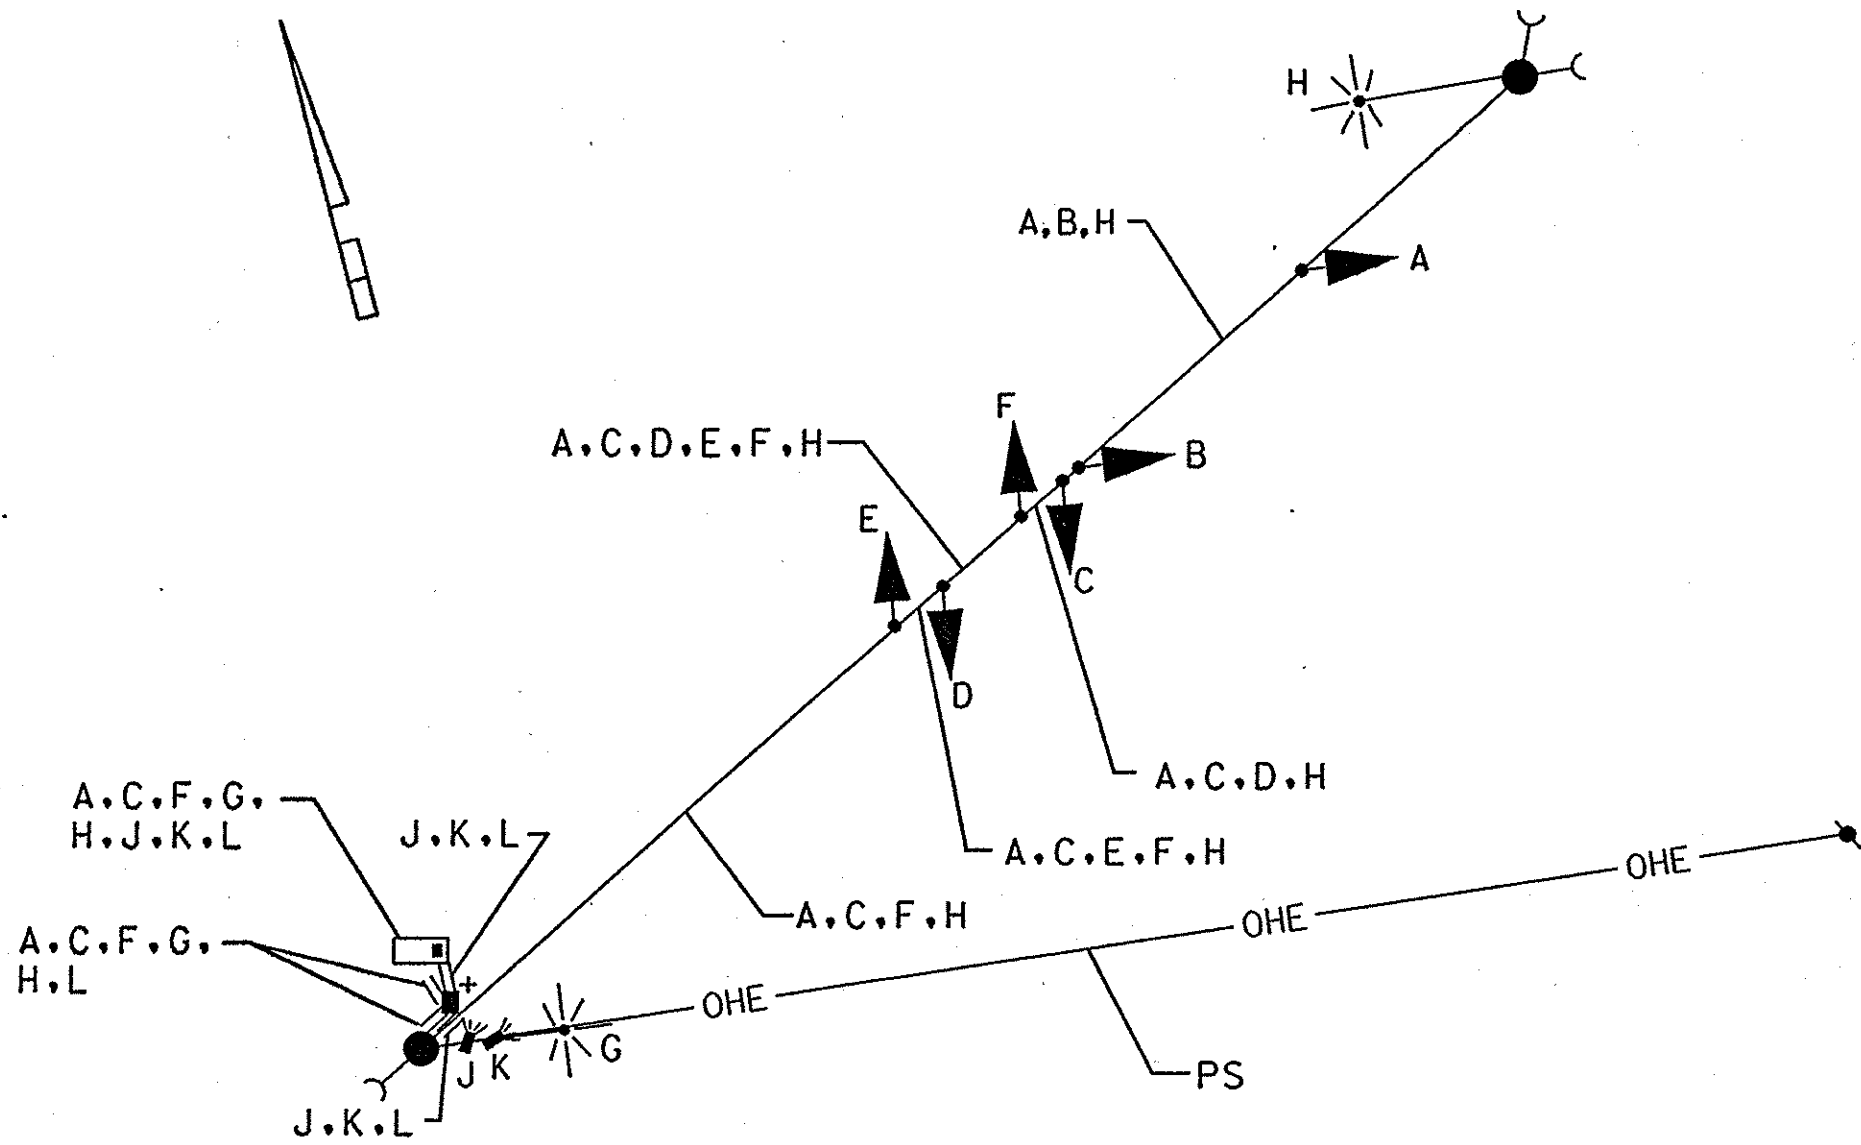 H
A,B,H
A
F
A,C,D,E,F,H
B
E
C
D
A,C,D,H
A,C,F,G,
H,J,K,L
J,K,L
A,C,E,F,H
OHE
A,C,F,H
OHE
A,C,F,G,
H,L
OHE
G
K
J
PS
J,K,L